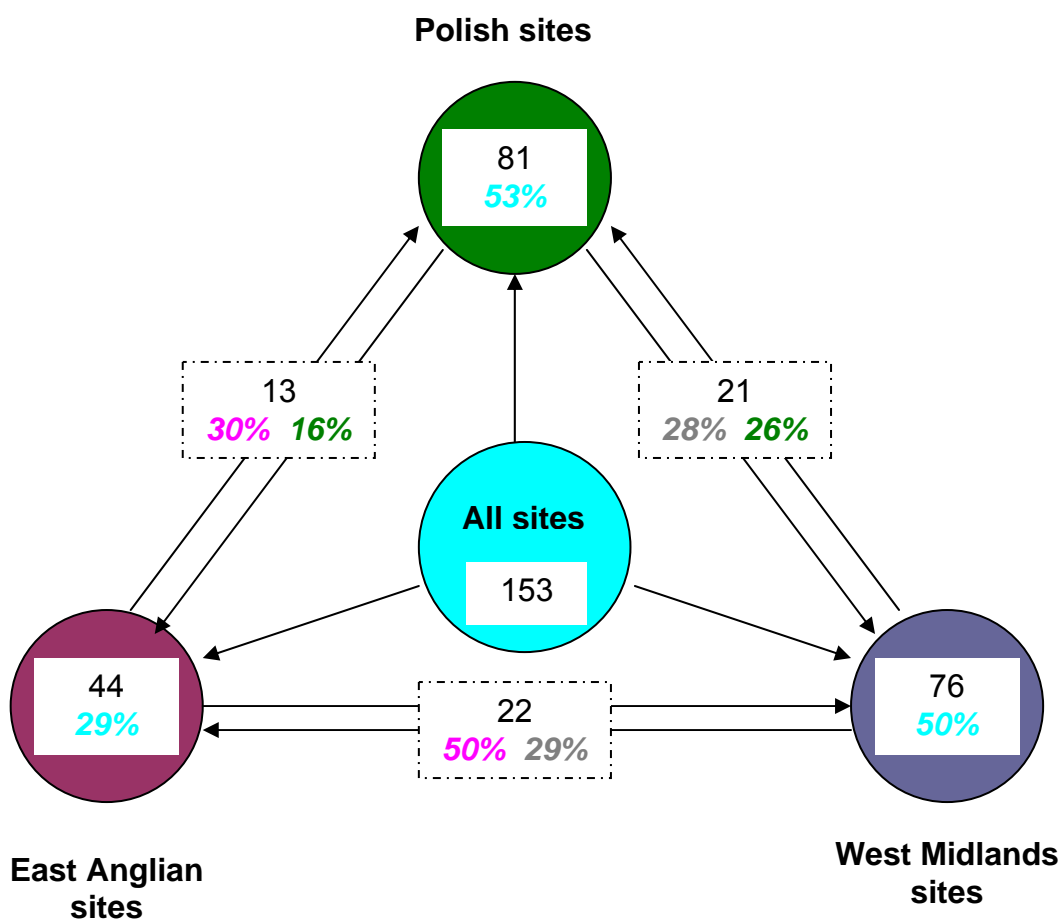 Polish sites
81
53%
13
30% 16%
21
28% 26%
All sites
153
44
29%
22
50% 29%
76
50%
East Anglian
sites
West Midlands
sites